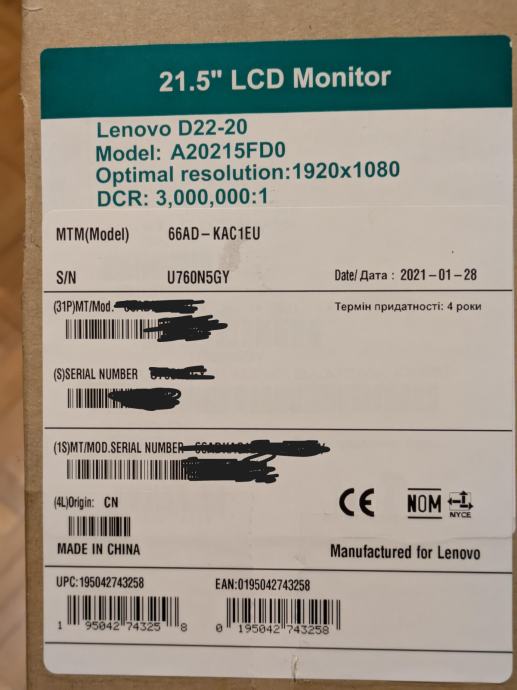 21.5" LCD Monitor
Lenovo D22-20
Model: A20215FD0
Optimal resolution:1920x1080
DCR: 3,000,000:1
MTM(Model) 66AD-KAC1EU
S/N U760N5GY Date/ Дата : 2021-01-28
(31P)MT/Mod. Термін придатності: 4 роки
(S)SERIAL NUMBER
(1S)MT/MOD.SERIAL NUMBER
(4L)Origin: CN
CE NOM NYCE
MADE IN CHINA Manufactured for Lenovo
UPC:195042743258 EAN:0195042743258
1 95042 74325 8 0 195042 743258